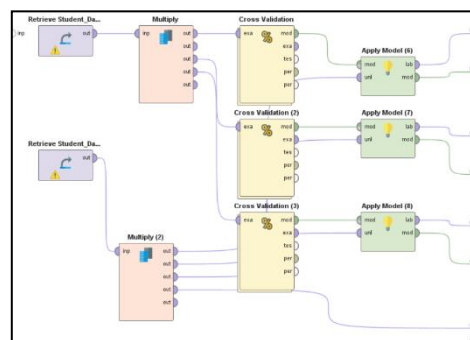 Retrieve Student_Da...
inp
out
Multiply
inp
out
out
out
out
out
Cross Validation
exa
mod
exa
tes
per
per
Apply Model (6)
mod
lab
unl
mod
Cross Validation (2)
exa
mod
exa
tes
per
per
Apply Model (7)
mod
lab
unl
mod
Retrieve Student_Da...
out
Cross Validation (3)
exa
mod
exa
tes
per
per
Apply Model (8)
mod
lab
unl
mod
Multiply (2)
inp
out
out
out
out
out